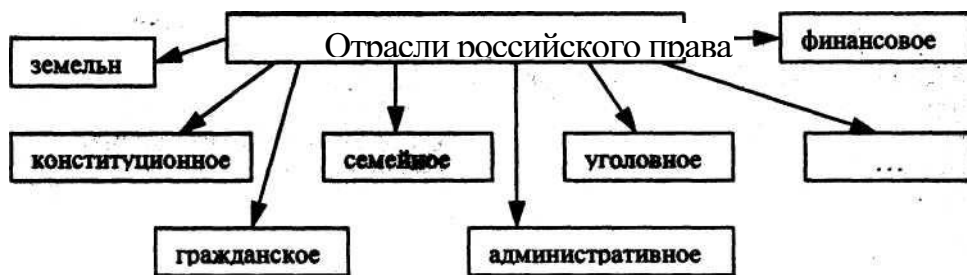 Отрасли российского права
финансовое
земельн
конституционное
семейное
уголовное
...
гражданское
административное